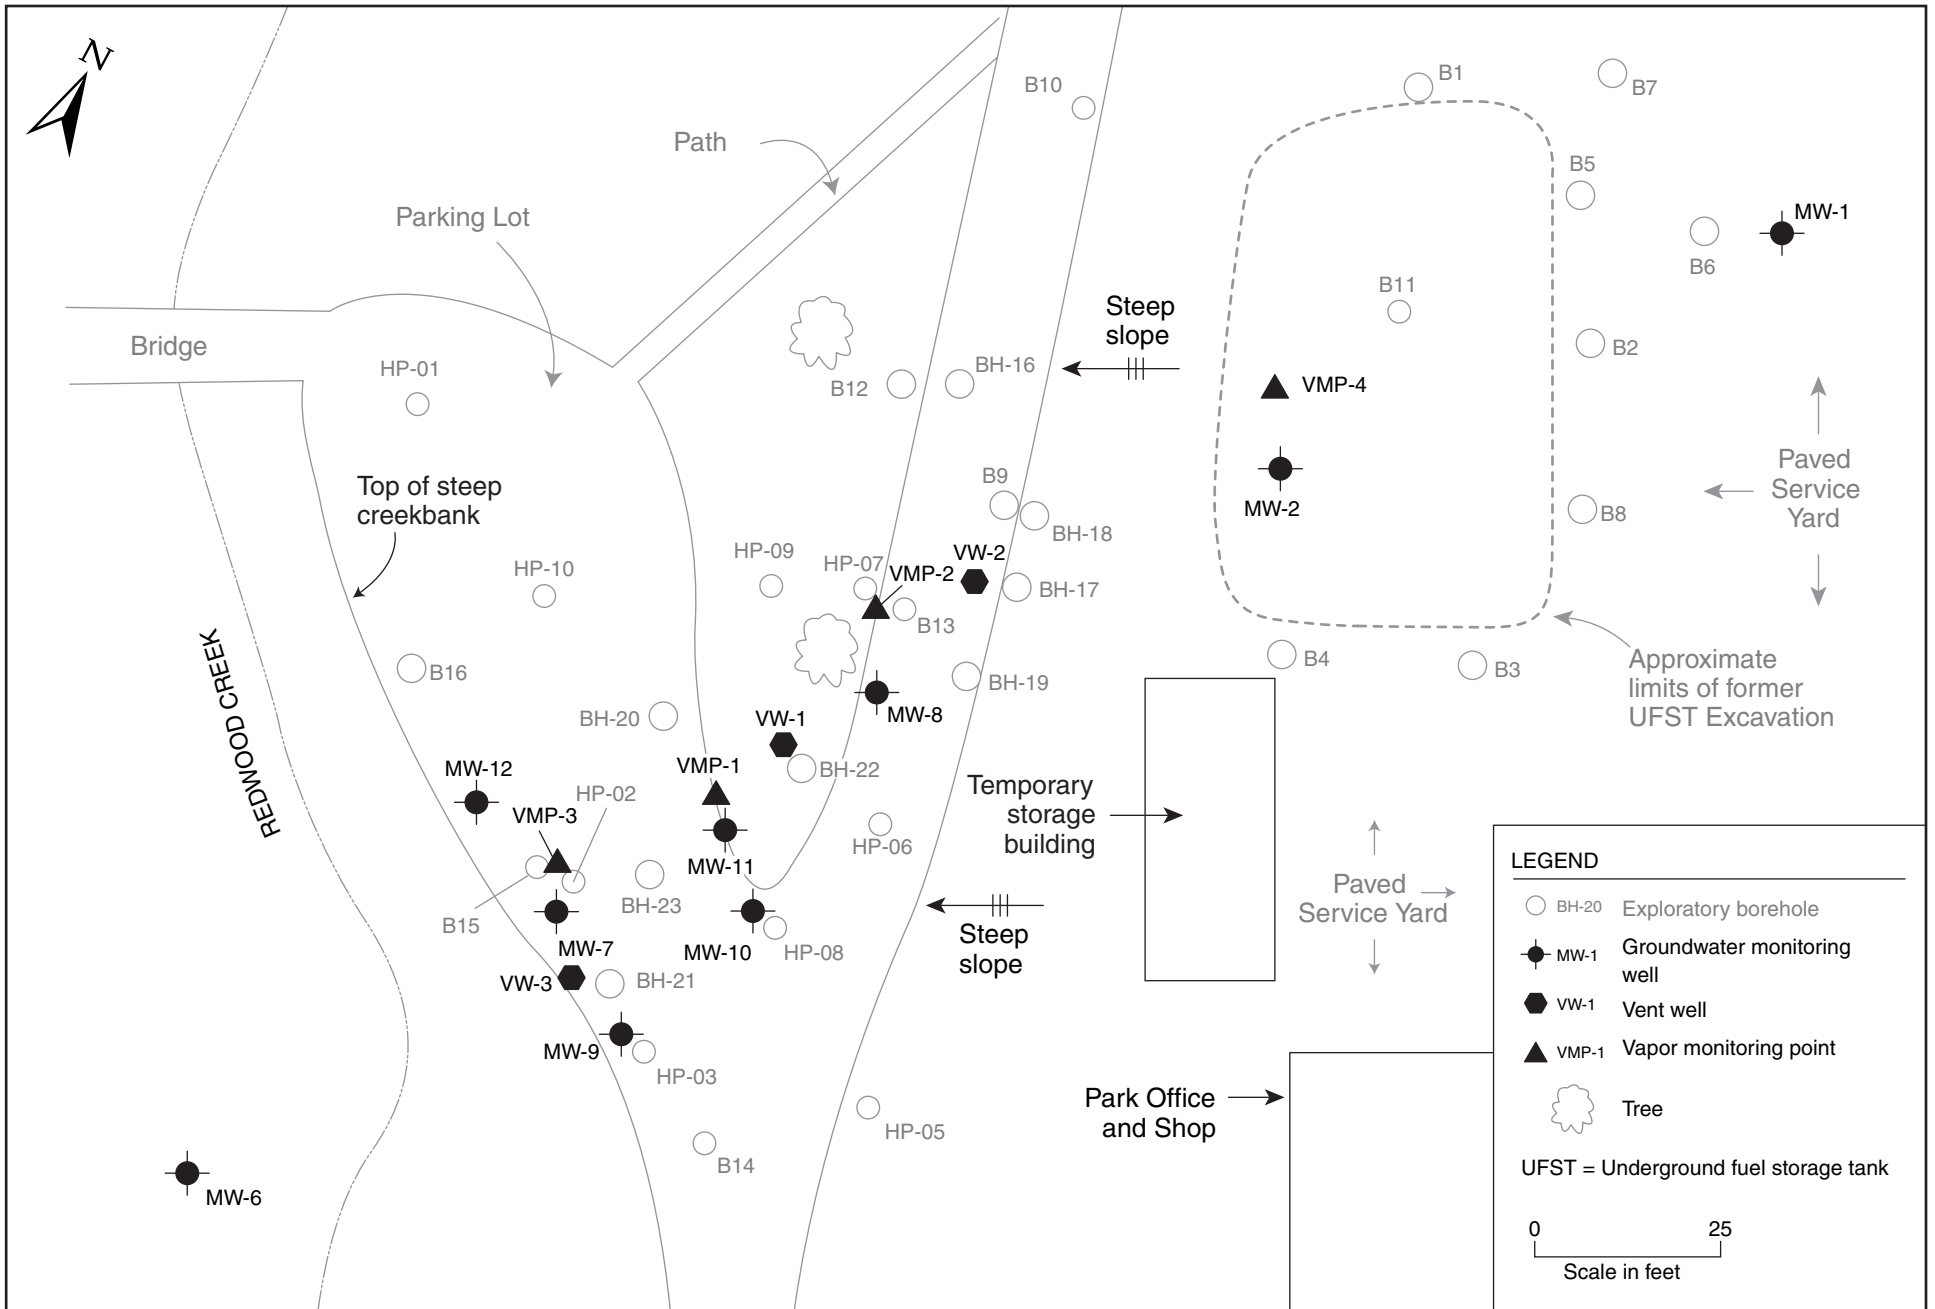 N
B10
B1
B7
Path
B5
MW-1
Parking Lot
B6
B11
Steep
slope
Bridge
HP-01
B2
BH-16
B12
VMP-4
Paved
Service
Yard
B9
Top of steep
creekbank
MW-2
B8
BH-18
HP-09
VW-2
HP-07
VMP-2
HP-10
BH-17
B13
B4
B3
Approximate
limits of former
UFST Excavation
B16
BH-19
REDWOOD CREEK
BH-20
VW-1
MW-8
MW-12
VMP-1
BH-22
Temporary
storage
building
HP-02
VMP-3
HP-06
MW-11
Paved
Service Yard
BH-23
B15
Steep
slope
MW-7
MW-10
HP-08
VW-3
BH-21
MW-9
HP-03
Park Office
and Shop
HP-05
B14
MW-6
LEGEND
BH-20 Exploratory borehole
MW-1 Groundwater monitoring
well
VW-1 Vent well
VMP-1 Vapor monitoring point
Tree
UFST = Underground fuel storage tank
0 25
Scale in feet